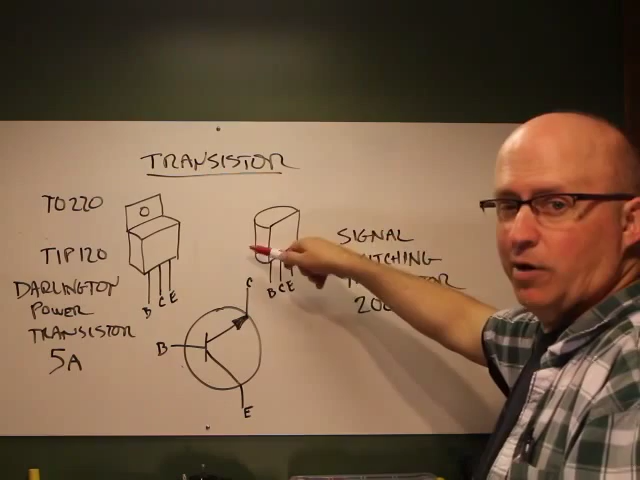 TRANSISTOR
TO220
TIP120
DARLINGTON
POWER
TRANSISTOR
5A
B C E
B C E
SIGNAL
C
B
E